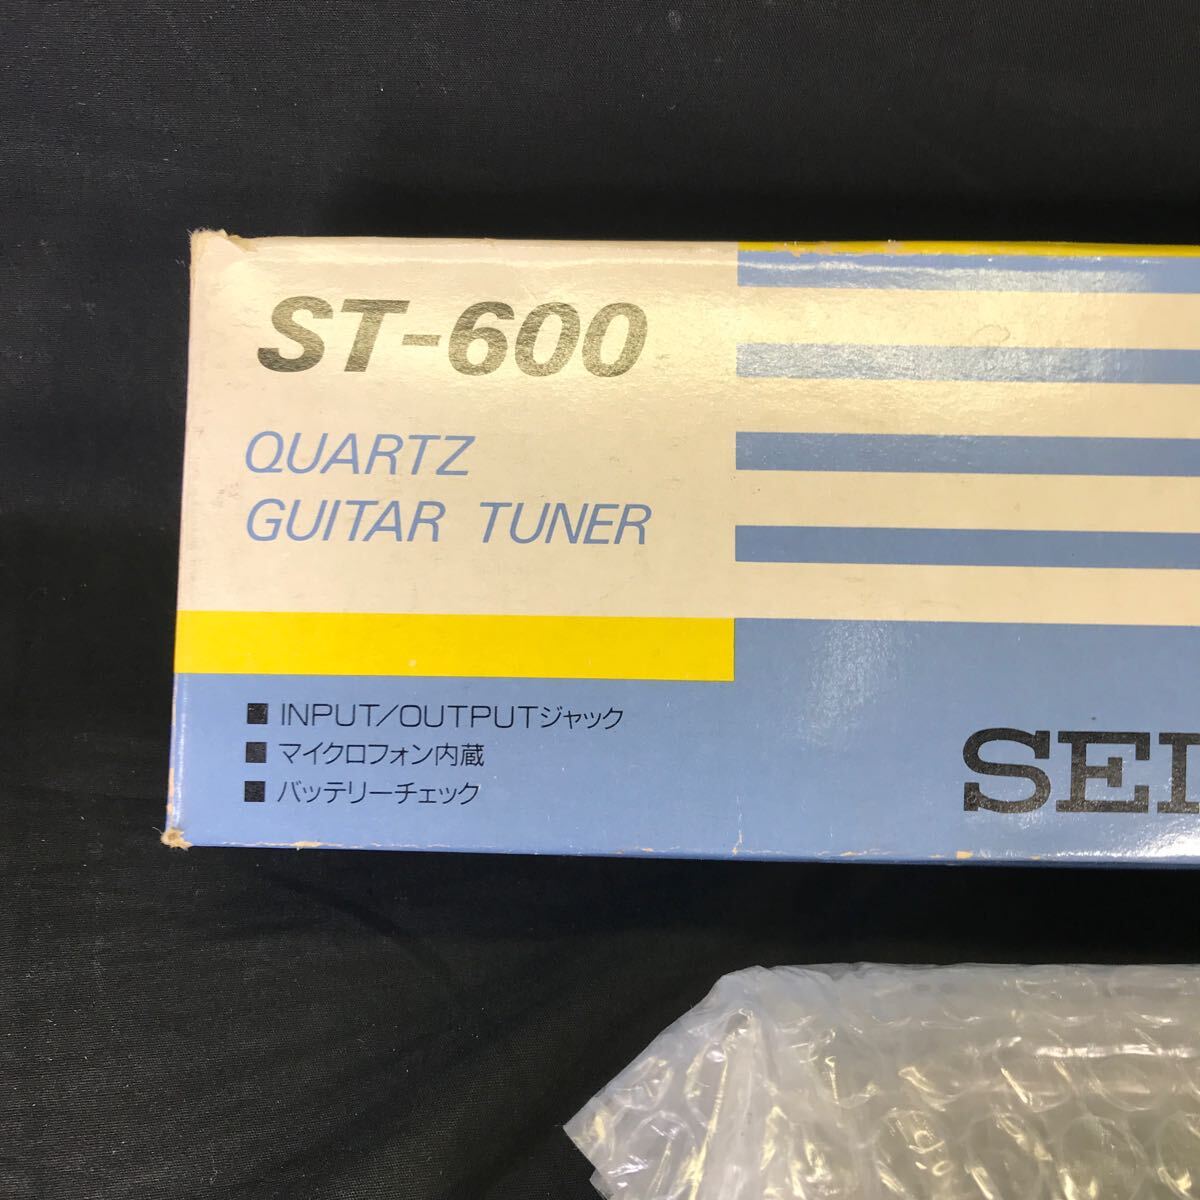 ST-600
QUARTZ
GUITAR TUNER
■ INPUT/OUTPUTジャック
■ マイクロフォン内蔵
■ バッテリーチェック
SEI